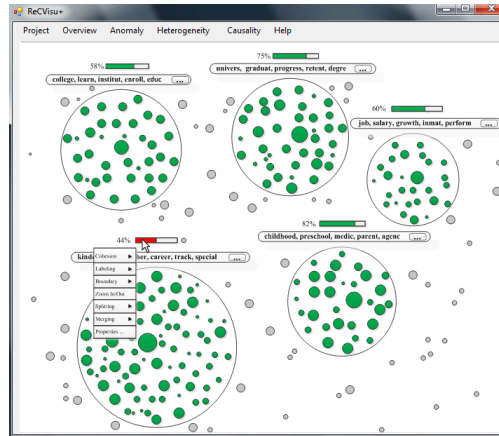 ReCVisu+
Project Overview Anomaly Heterogeneity Causality Help
58%
college, learn, institut, enroll, educ ...
75%
univers, graduat, progress, retent, degre ...
60%
job, salary, growth, inmat, perform ...
44%
kinde her, career, track, special ...
82%
childhood, preschool, medic, parent, agenc ...
Cohesion
Labeling
Boundary
Zoom In/Out
Splitting
Merging
Properties ...